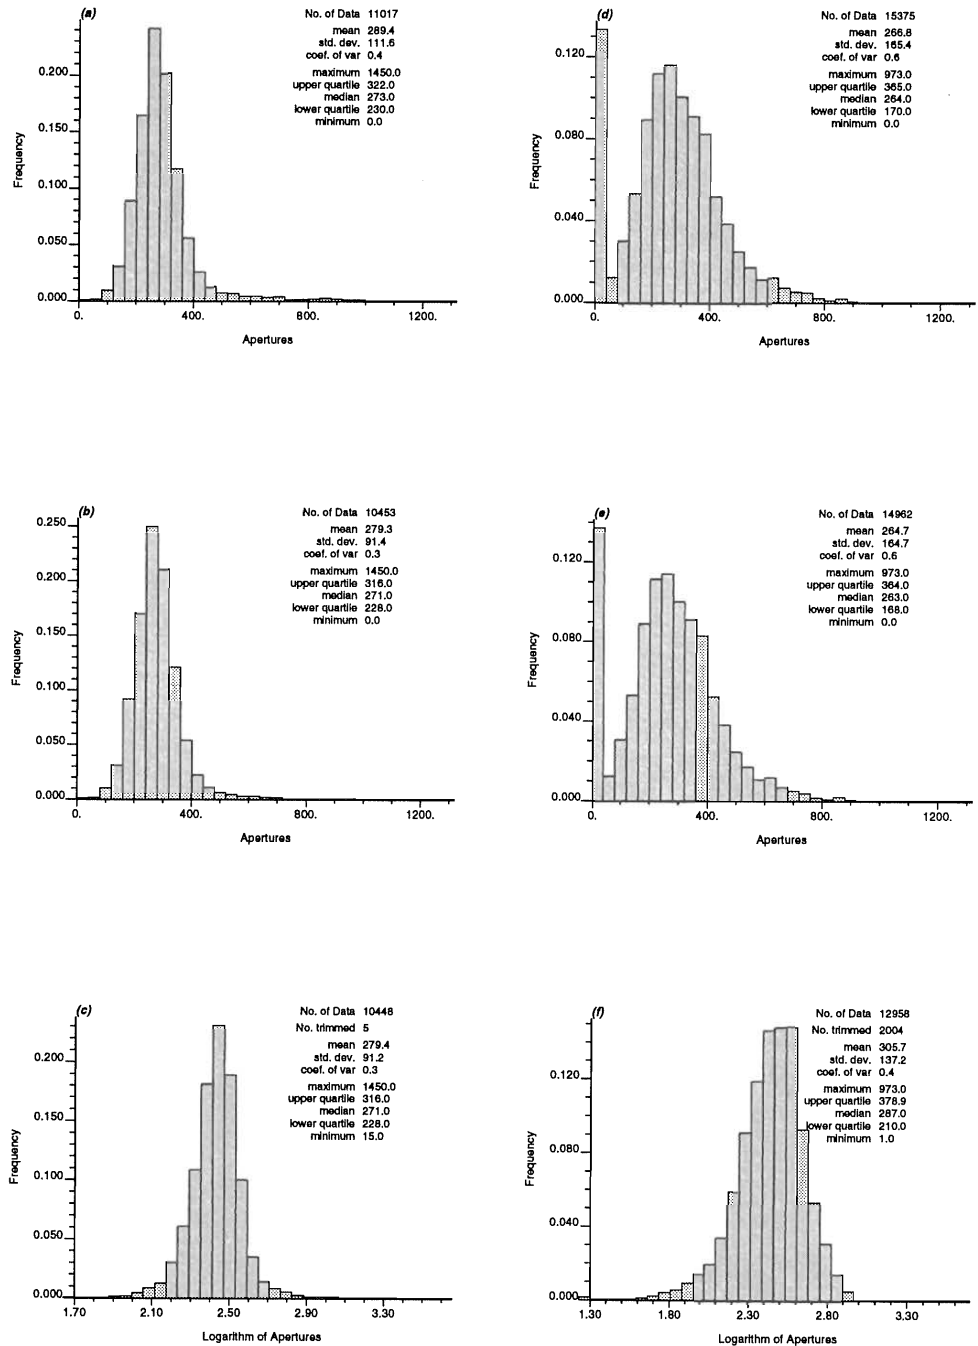 (a)
No. of Data 11017
mean 289.4
std. dev. 111.6
coef. of var 0.4
maximum 1450.0
upper quartile 322.0
median 273.0
lower quartile 230.0
minimum 0.0
Frequency
0.200
0.150
0.100
0.050
0.000
0. 400. 800. 1200.
Apertures
(d)
No. of Data 15375
mean 266.8
std. dev. 165.4
coef. of var 0.6
maximum 973.0
upper quartile 365.0
median 264.0
lower quartile 170.0
minimum 0.0
Frequency
0.120
0.080
0.040
0.000
0. 400. 800. 1200.
Apertures
(b)
No. of Data 10453
mean 279.3
std. dev. 91.4
coef. of var 0.3
maximum 1450.0
upper quartile 316.0
median 271.0
lower quartile 228.0
minimum 0.0
Frequency
0.250
0.200
0.150
0.100
0.050
0.000
0. 400. 800. 1200.
Apertures
(e)
No. of Data 14962
mean 264.7
std. dev. 164.7
coef. of var 0.6
maximum 973.0
upper quartile 364.0
median 263.0
lower quartile 168.0
minimum 0.0
Frequency
0.120
0.080
0.040
0.000
0. 400. 800. 1200.
Apertures
(c)
No. of Data 10448
No. trimmed 5
mean 279.4
std. dev. 91.2
coef. of var 0.3
maximum 1450.0
upper quartile 316.0
median 271.0
lower quartile 228.0
minimum 15.0
Frequency
0.200
0.150
0.100
0.050
0.000
1.70 2.10 2.50 2.90 3.30
Logarithm of Apertures
(f)
No. of Data 12958
No. trimmed 2004
mean 305.7
std. dev. 137.2
coef. of var 0.4
maximum 973.0
upper quartile 378.9
median 287.0
lower quartile 210.0
minimum 1.0
Frequency
0.120
0.080
0.040
0.000
1.30 1.80 2.30 2.80 3.30
Logarithm of Apertures